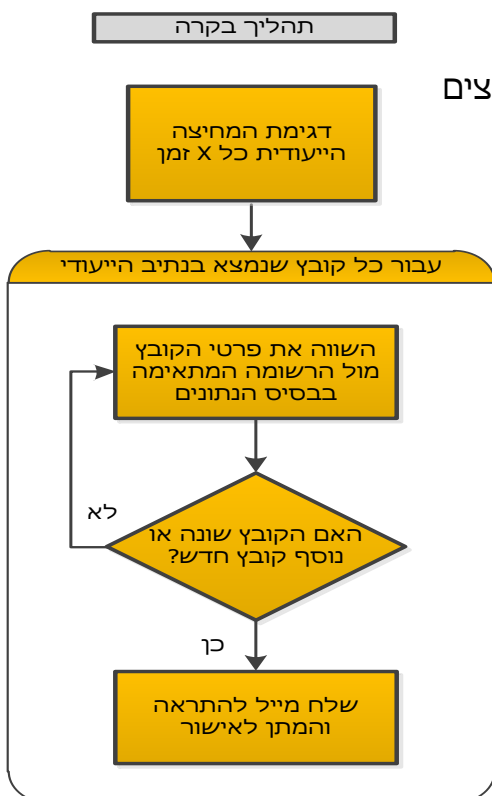 תהליך בקרה
צים
דגימת המחיצה
הייעודית כל X זמן
עבור כל קובץ שנמצא בנתיב הייעודי
השווה את פרטי הקובץ
מול הרשומה המתאימה
בבסיס הנתונים
לא
האם הקובץ שונה או
נוסף קובץ חדש?
כן
שלח מייל להתראה
והמתן לאישור